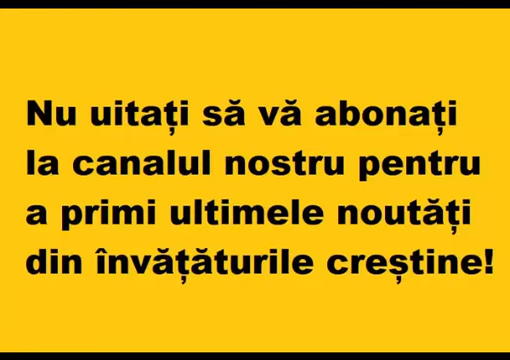 Nu uitați să vă abonați
la canalul nostru pentru
a primi ultimele noutăți
din învățăturile creștine!